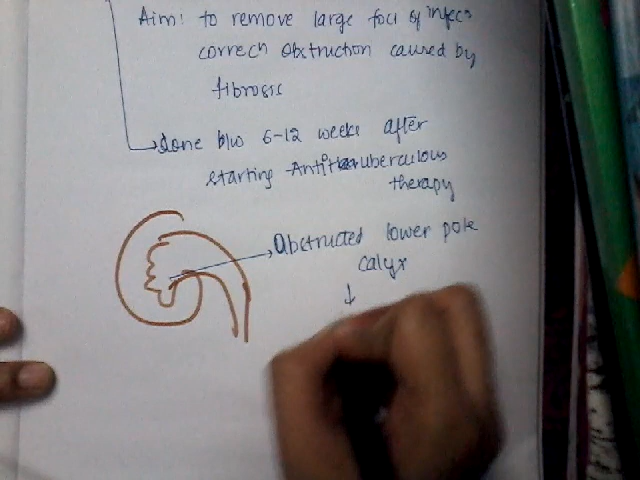 Aim: to remove large foci of infecn
correch obstruction caused by
fibrosis
done b/w 6-12 weeks after
starting Antituberculous
therapy
Obstructed lower pole
calyx